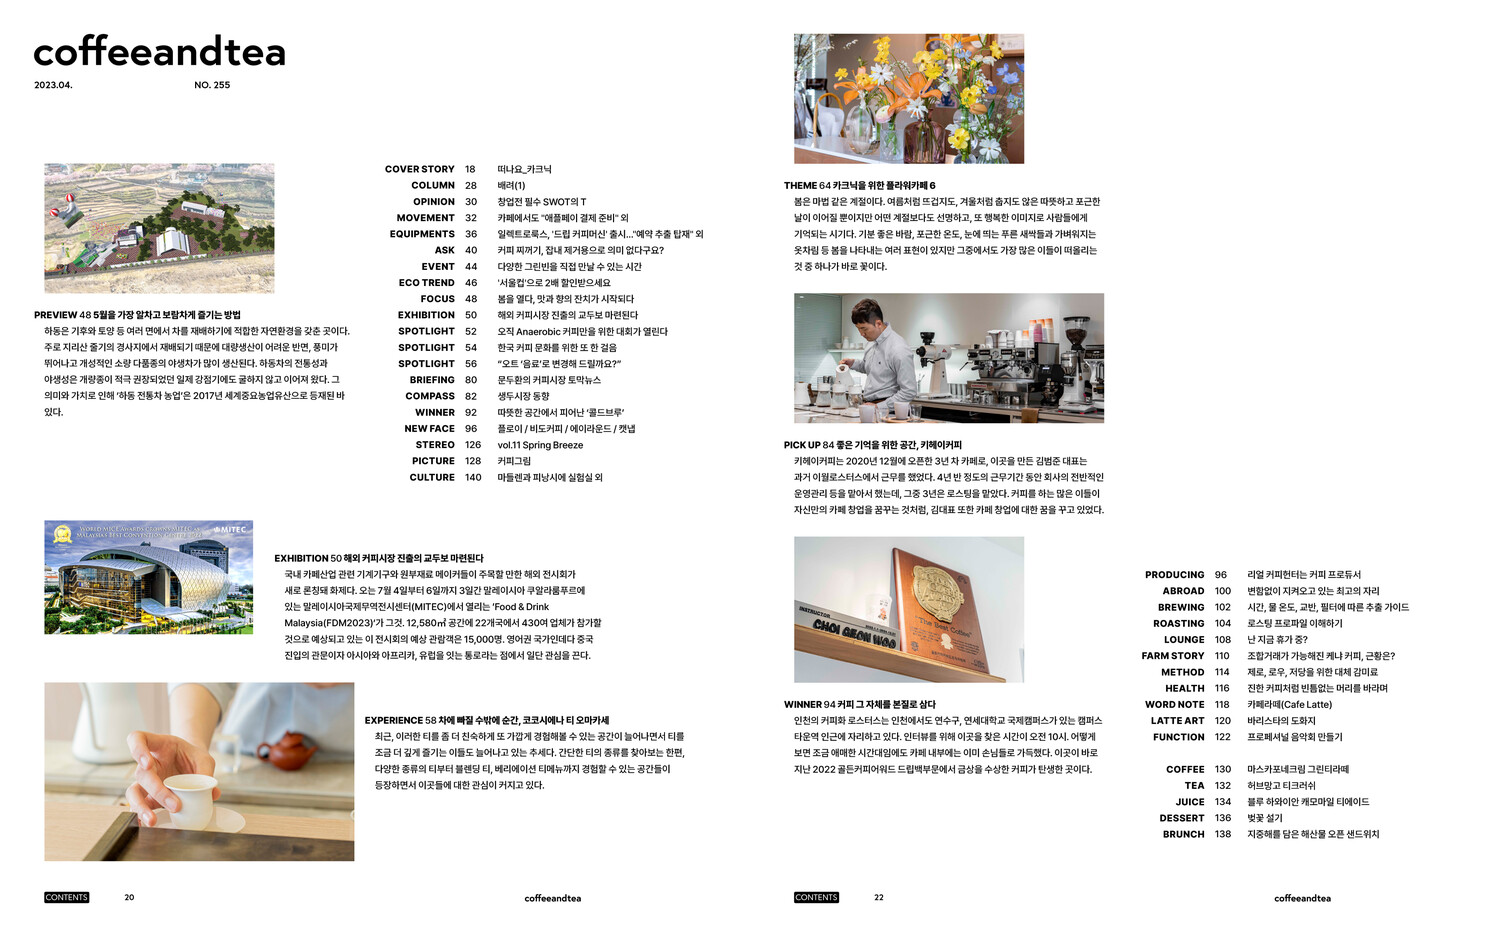 coffeeandtea
2023.04. NO. 255
PREVIEW 48 5월을 가장 알차고 보람차게 즐기는 방법
하동은 기후와 토양 등 여러 면에서 차를 재배하기에 적합한 자연환경을 갖춘 곳이다.
주로 지리산 줄기의 경사지에서 재배되기 때문에 대량생산이 어려운 반면, 풍미가
뛰어나고 개성적인 소량 다품종의 야생차가 많이 생산된다. 하동차의 전통성과
야생성은 개량종이 적극 권장되었던 일제 강점기에도 굴하지 않고 이어져 왔다. 그
의미와 가치로 인해 '하동 전통차 농업'은 2017년 세계중요농업유산으로 등재된 바
있다.
COVER STORY 18 떠나요_카크닉
COLUMN 28 배려(1)
OPINION 30 창업전 필수 SWOT의 T
MOVEMENT 32 카페에서도 "애플페이 결제 준비" 외
EQUIPMENTS 36 일렉트로룩스, '드립 커피머신' 출시…"예약 추출 탑재" 외
ASK 40 커피 찌꺼기, 잡내 제거용으로 의미 없다구요?
EVENT 44 다양한 그린빈을 직접 만날 수 있는 시간
ECO TREND 46 '서울컵'으로 2배 할인받으세요
FOCUS 48 봄을 열다, 맛과 향의 잔치가 시작되다
EXHIBITION 50 해외 커피시장 진출의 교두보 마련된다
SPOTLIGHT 52 오직 Anaerobic 커피만을 위한 대회가 열린다
SPOTLIGHT 54 한국 커피 문화를 위한 또 한 걸음
SPOTLIGHT 56 "오트 '음료'로 변경해 드릴까요?"
BRIEFING 80 문두환의 커피시장 토막뉴스
COMPASS 82 생두시장 동향
WINNER 92 따뜻한 공간에서 피어난 '콜드브루'
NEW FACE 96 플로이 / 비도커피 / 에이라운드 / 캣냅
STEREO 126 vol.11 Spring Breeze
PICTURE 128 커피그림
CULTURE 140 마들렌과 피낭시에 실험실 외
WORLD MICE AWARDS CROWNS MITEC AS
MALAYSIA'S BEST CONVENTION CENTRE 2022
MITEC
EXHIBITION 50 해외 커피시장 진출의 교두보 마련된다
국내 카페산업 관련 기계기구와 원부재료 메이커들이 주목할 만한 해외 전시회가
새로 론칭돼 화제다. 오는 7월 4일부터 6일까지 3일간 말레이시아 쿠알라룸푸르에
있는 말레이시아국제무역전시센터(MITEC)에서 열리는 'Food & Drink
Malaysia(FDM2023)'가 그것. 12,580㎡ 공간에 22개국에서 430여 업체가 참가할
것으로 예상되고 있는 이 전시회의 예상 관람객은 15,000명. 영어권 국가인데다 중국
진입의 관문이자 아시아와 아프리카, 유럽을 잇는 통로라는 점에서 일단 관심을 끈다.
EXPERIENCE 58 차에 빠질 수밖에 순간, 코코시에나 티 오마카세
최근, 이러한 티를 좀 더 친숙하게 또 가깝게 경험해볼 수 있는 공간이 늘어나면서 티를
조금 더 깊게 즐기는 이들도 늘어나고 있는 추세다. 간단한 티의 종류를 찾아보는 한편,
다양한 종류의 티부터 블렌딩 티, 베리에이션 티메뉴까지 경험할 수 있는 공간들이
등장하면서 이곳들에 대한 관심이 커지고 있다.
CONTENTS 20 coffeeandtea
THEME 64 카크닉을 위한 플라워카페 6
봄은 마법 같은 계절이다. 여름처럼 뜨겁지도, 겨울처럼 춥지도 않은 따뜻하고 포근한
날이 이어질 뿐이지만 어떤 계절보다도 선명하고, 또 행복한 이미지로 사람들에게
기억되는 시기다. 기분 좋은 바람, 포근한 온도, 눈에 띄는 푸른 새싹들과 가벼워지는
옷차림 등 봄을 나타내는 여러 표현이 있지만 그중에서도 가장 많은 이들이 떠올리는
것 중 하나가 바로 꽃이다.
PICK UP 84 좋은 기억을 위한 공간, 키헤이커피
키헤이커피는 2020년 12월에 오픈한 3년 차 카페로, 이곳을 만든 김범준 대표는
과거 이월로스터스에서 근무를 했었다. 4년 반 정도의 근무기간 동안 회사의 전반적인
운영관리 등을 맡아서 했는데, 그중 3년은 로스팅을 맡았다. 커피를 하는 많은 이들이
자신만의 카페 창업을 꿈꾸는 것처럼, 김대표 또한 카페 창업에 대한 꿈을 꾸고 있었다.
INSTRUCTOR
CHOI GEON WOO
"The Best Coffee"
WINNER 94 커피 그 자체를 본질로 삼다
인천의 커피화 로스터스는 인천에서도 연수구, 연세대학교 국제캠퍼스가 있는 캠퍼스
타운역 인근에 자리하고 있다. 인터뷰를 위해 이곳을 찾은 시간이 오전 10시. 어떻게
보면 조금 애매한 시간대임에도 카페 내부에는 이미 손님들로 가득했다. 이곳이 바로
지난 2022 골든커피어워드 드립백부문에서 금상을 수상한 커피가 탄생한 곳이다.
PRODUCING 96 리얼 커피헌터는 커피 프로듀서
ABROAD 100 변함없이 지켜오고 있는 최고의 자리
BREWING 102 시간, 물 온도, 교반, 필터에 따른 추출 가이드
ROASTING 104 로스팅 프로파일 이해하기
LOUNGE 108 난 지금 휴가 중?
FARM STORY 110 조합거래가 가능해진 케냐 커피, 근황은?
METHOD 114 제로, 로우, 저당을 위한 대체 감미료
HEALTH 116 진한 커피처럼 빈틈없는 머리를 바라며
WORD NOTE 118 카페라떼(Cafe Latte)
LATTE ART 120 바리스타의 도화지
FUNCTION 122 프로페셔널 음악회 만들기
COFFEE 130 마스카포네크림 그린티라떼
TEA 132 허브망고 티크러쉬
JUICE 134 블루 하와이안 캐모마일 티에이드
DESSERT 136 벚꽃 설기
BRUNCH 138 지중해를 담은 해산물 오픈 샌드위치
CONTENTS 22 coffeeandtea